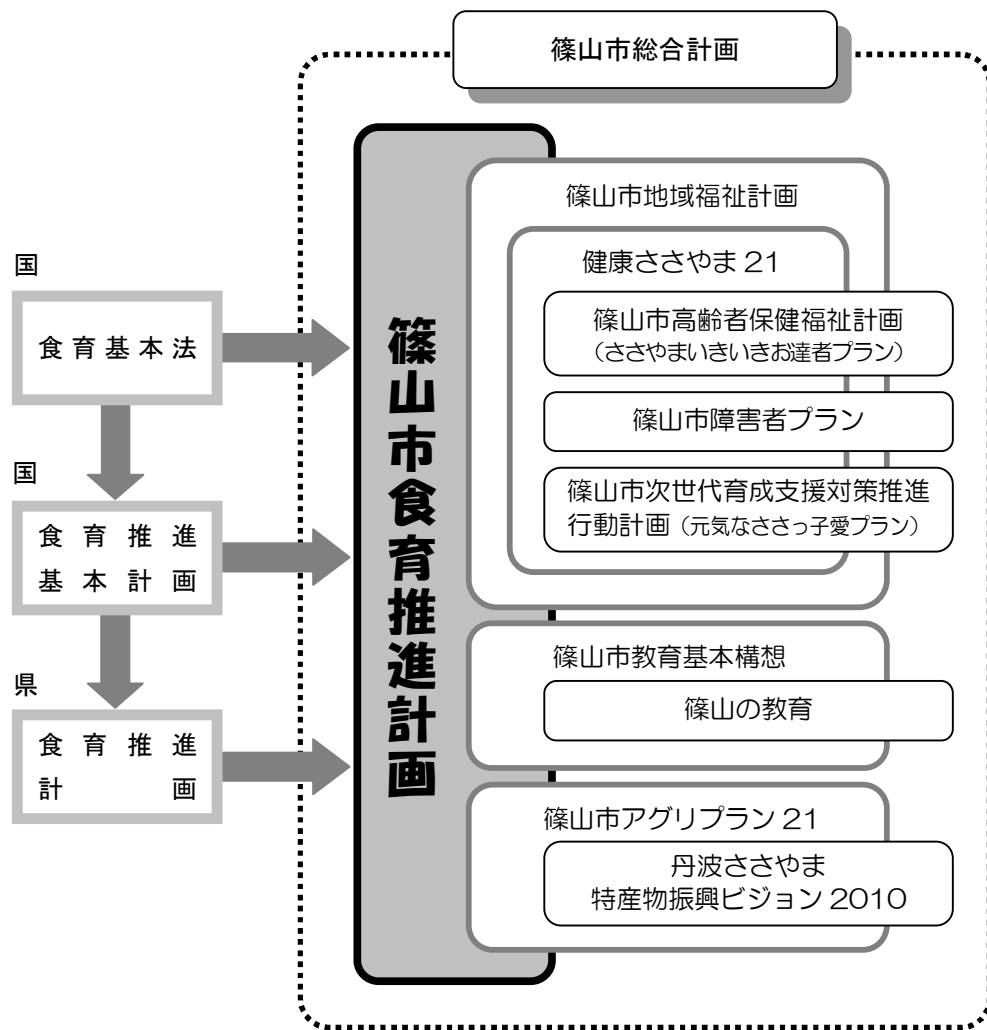 篠山市総合計画
国
食育基本法
国
食育推進
基本計画
県
食育推進
計画
篠山市食育推進計画
篠山市地域福祉計画
健康ささやま21
篠山市高齢者保健福祉計画
（ささやまいきいきお達者プラン）
篠山市障害者プラン
篠山市次世代育成支援対策推進
行動計画（元気なささっ子愛プラン）
篠山市教育基本構想
篠山の教育
篠山市アグリプラン21
丹波ささやま
特産物振興ビジョン2010